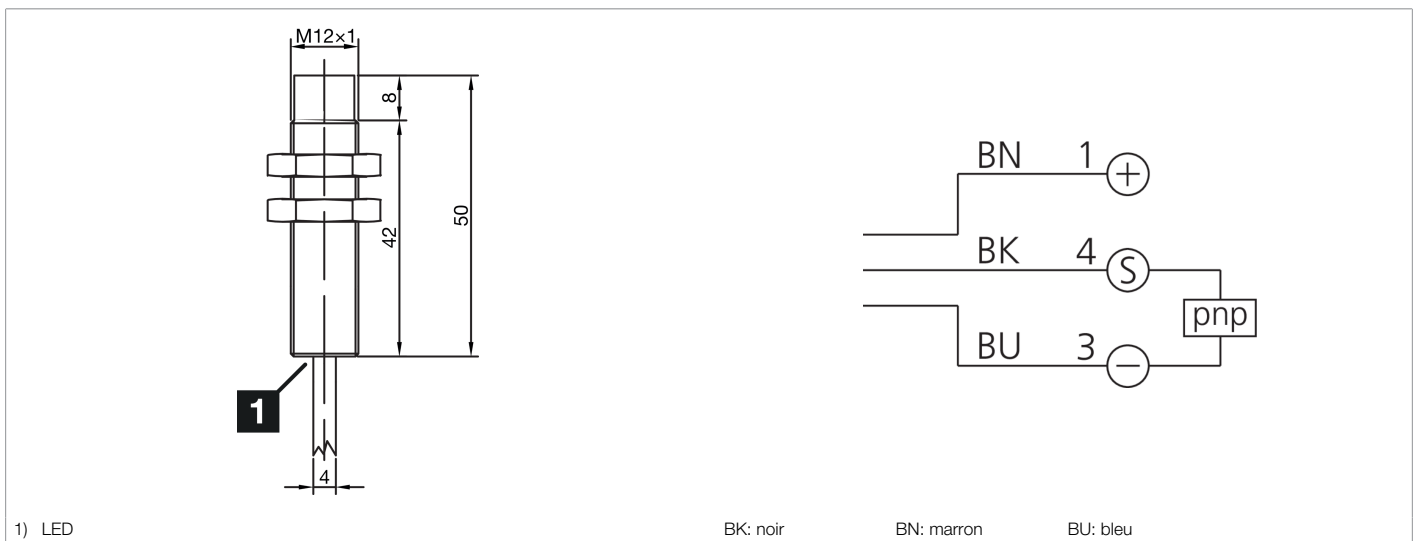 M12×1
8
42
50
1
4
BN 1 +
BK 4 S
pnp
BU 3 −
1) LED
BK: noir BN: marron BU: bleu